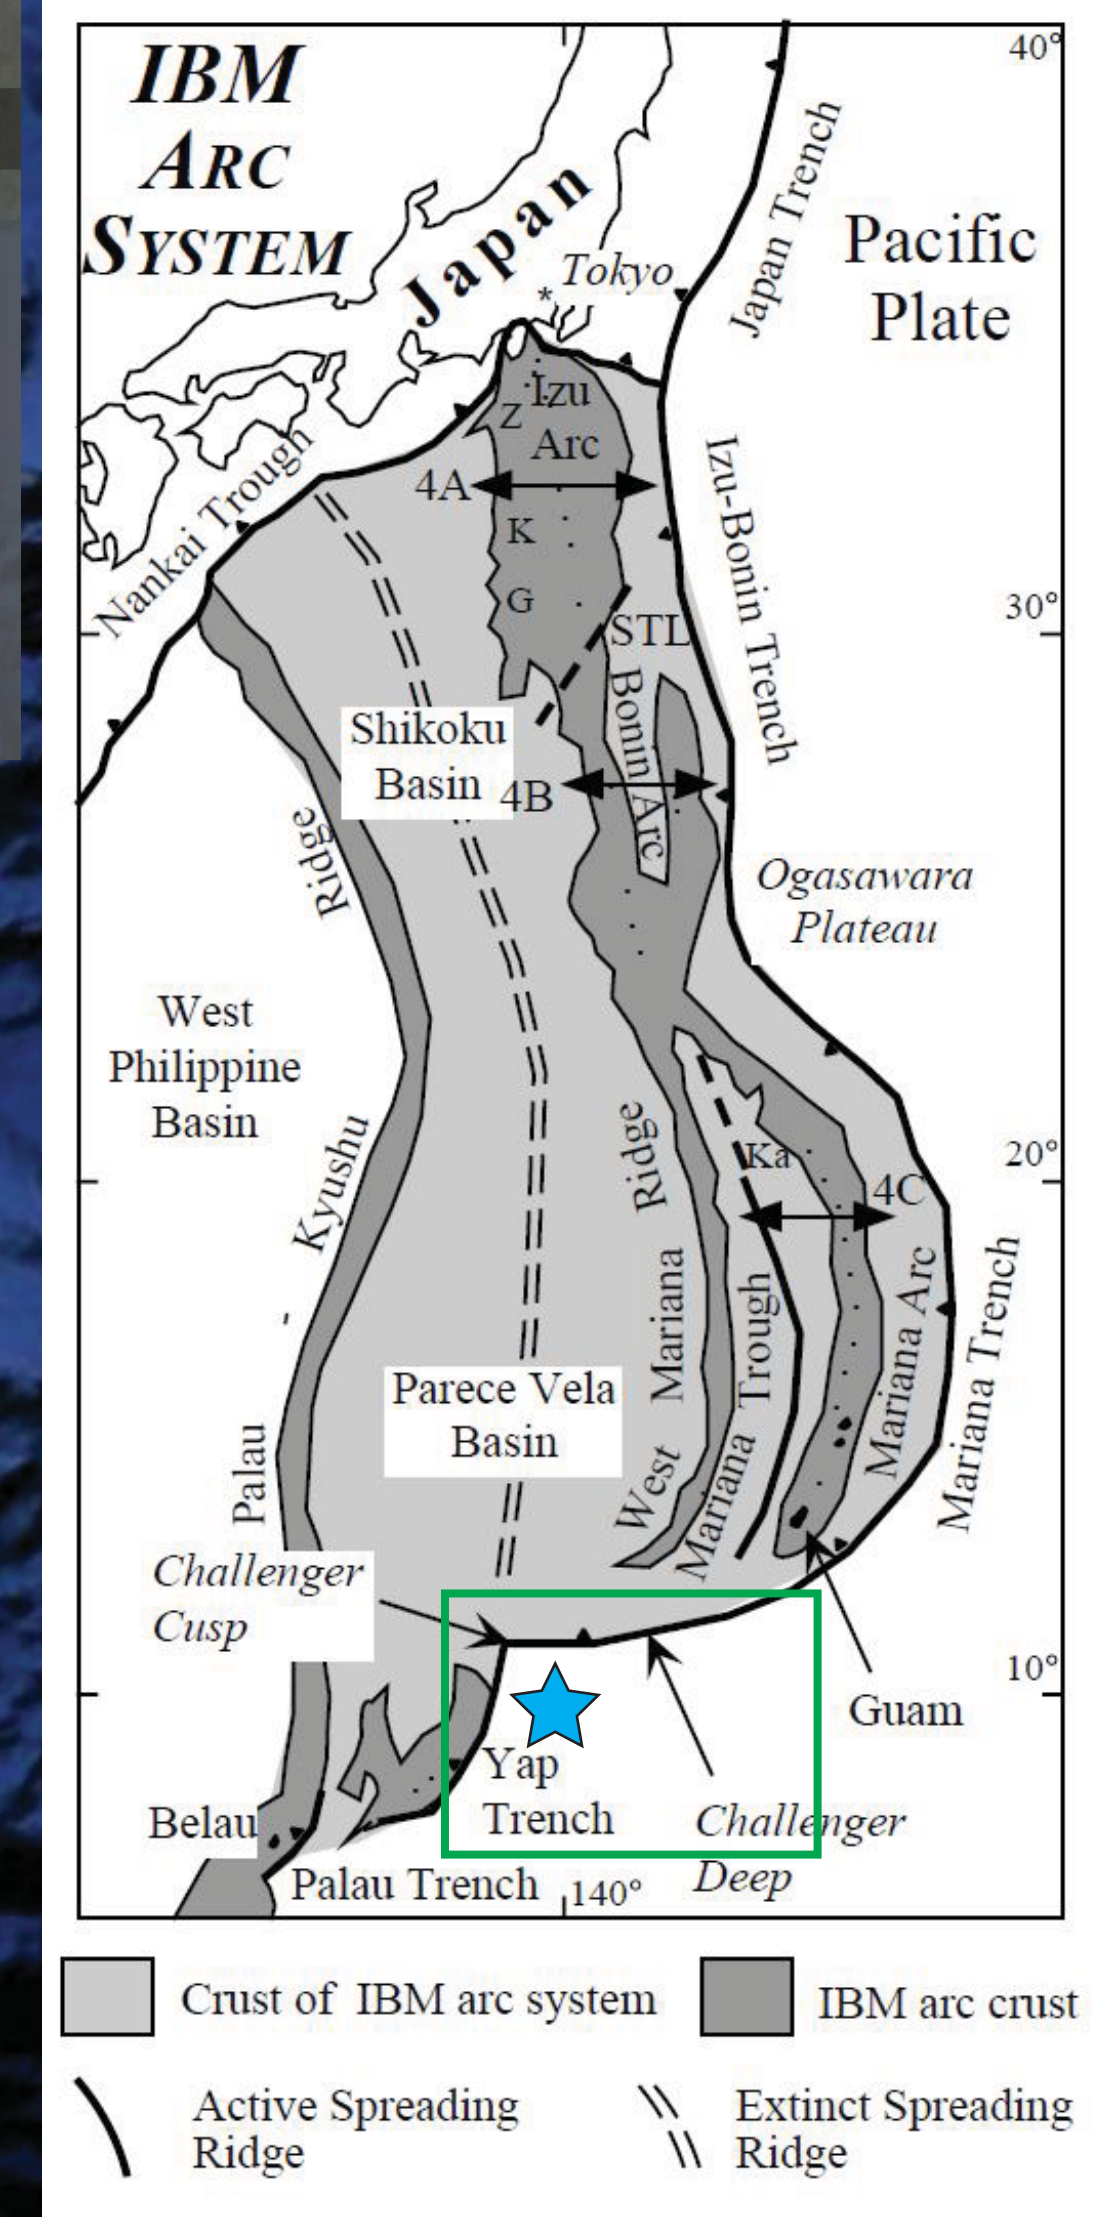 IBM
ARC
SYSTEM
40°
Japan
Tokyo
*
Japan Trench
Pacific
Plate
Izu
Arc
Z
4A
K
G
Nankai Trough
Izu-Bonin Trench
30°
STL
Bonin Arc
Shikoku
Basin
4B
Ridge
Ogasawara
Plateau
West
Philippine
Basin
Kyushu
Ridge
20°
Ka
4C
Mariana
Trough
Mariana Arc
Mariana Trench
Parece Vela
Basin
Palau
West
Mariana
Challenger
Cusp
10°
Guam
Yap
Trench
Challenger
Deep
Belau
Palau Trench
140°
Crust of IBM arc system
IBM arc crust
Active Spreading
Ridge
Extinct Spreading
Ridge